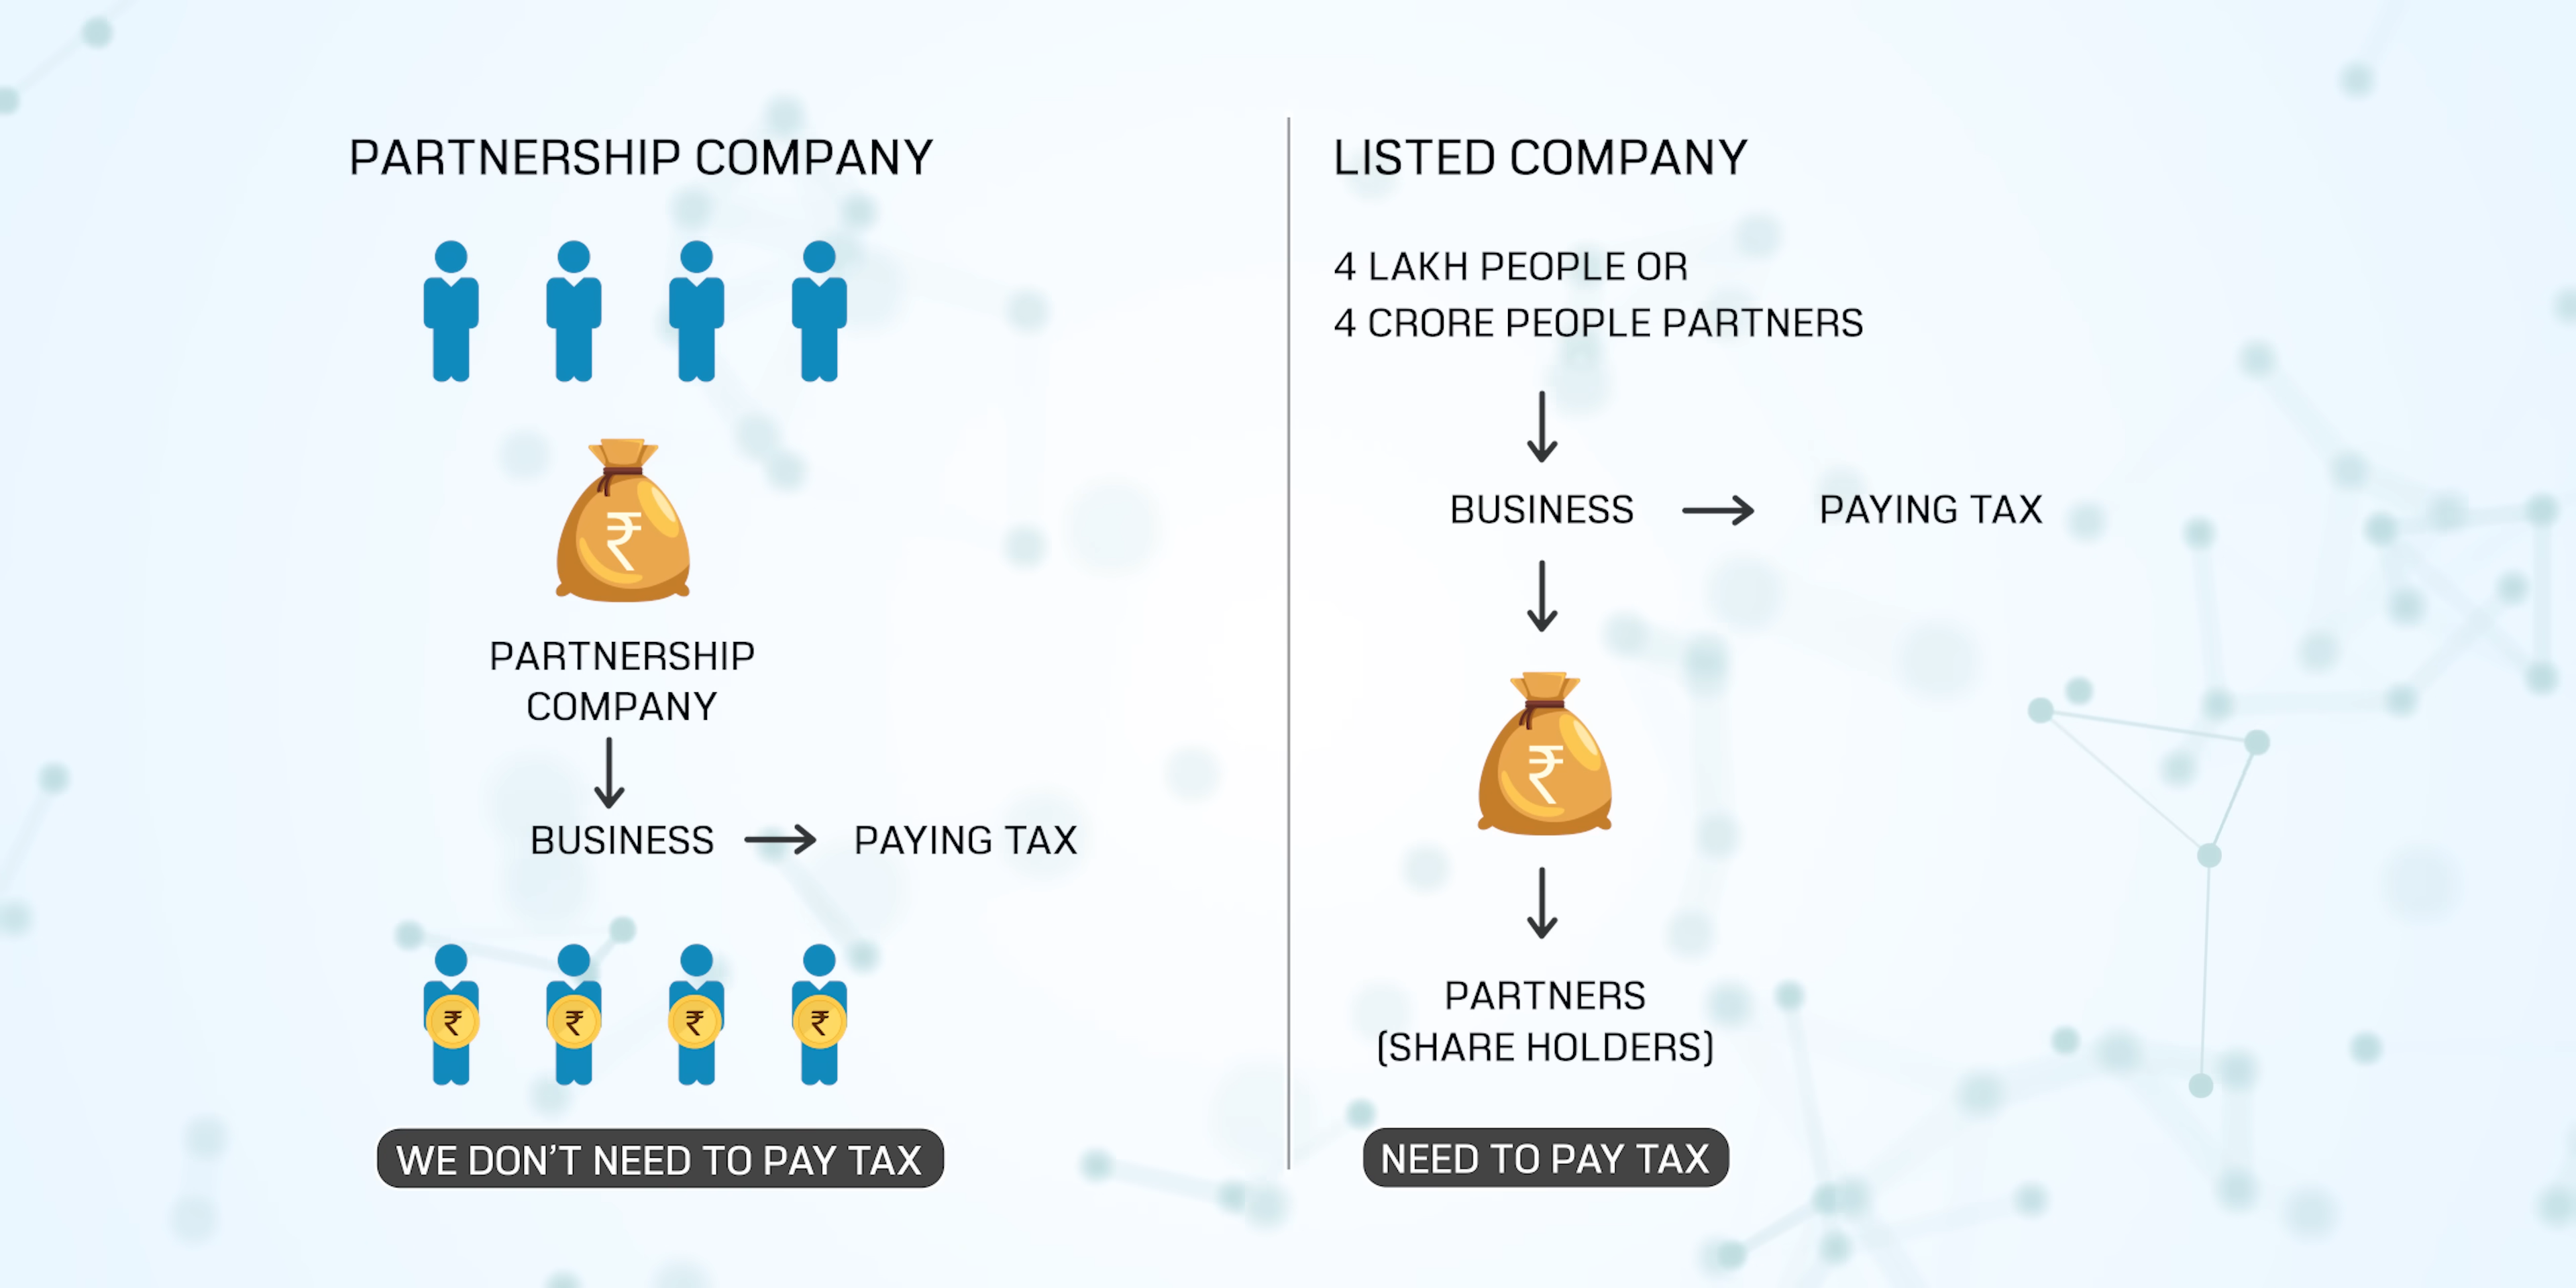 PARTNERSHIP COMPANY
₹
PARTNERSHIP
COMPANY
BUSINESS → PAYING TAX
₹ ₹ ₹ ₹
WE DON'T NEED TO PAY TAX
LISTED COMPANY
4 LAKH PEOPLE OR
4 CRORE PEOPLE PARTNERS
BUSINESS → PAYING TAX
₹
PARTNERS
(SHARE HOLDERS)
NEED TO PAY TAX